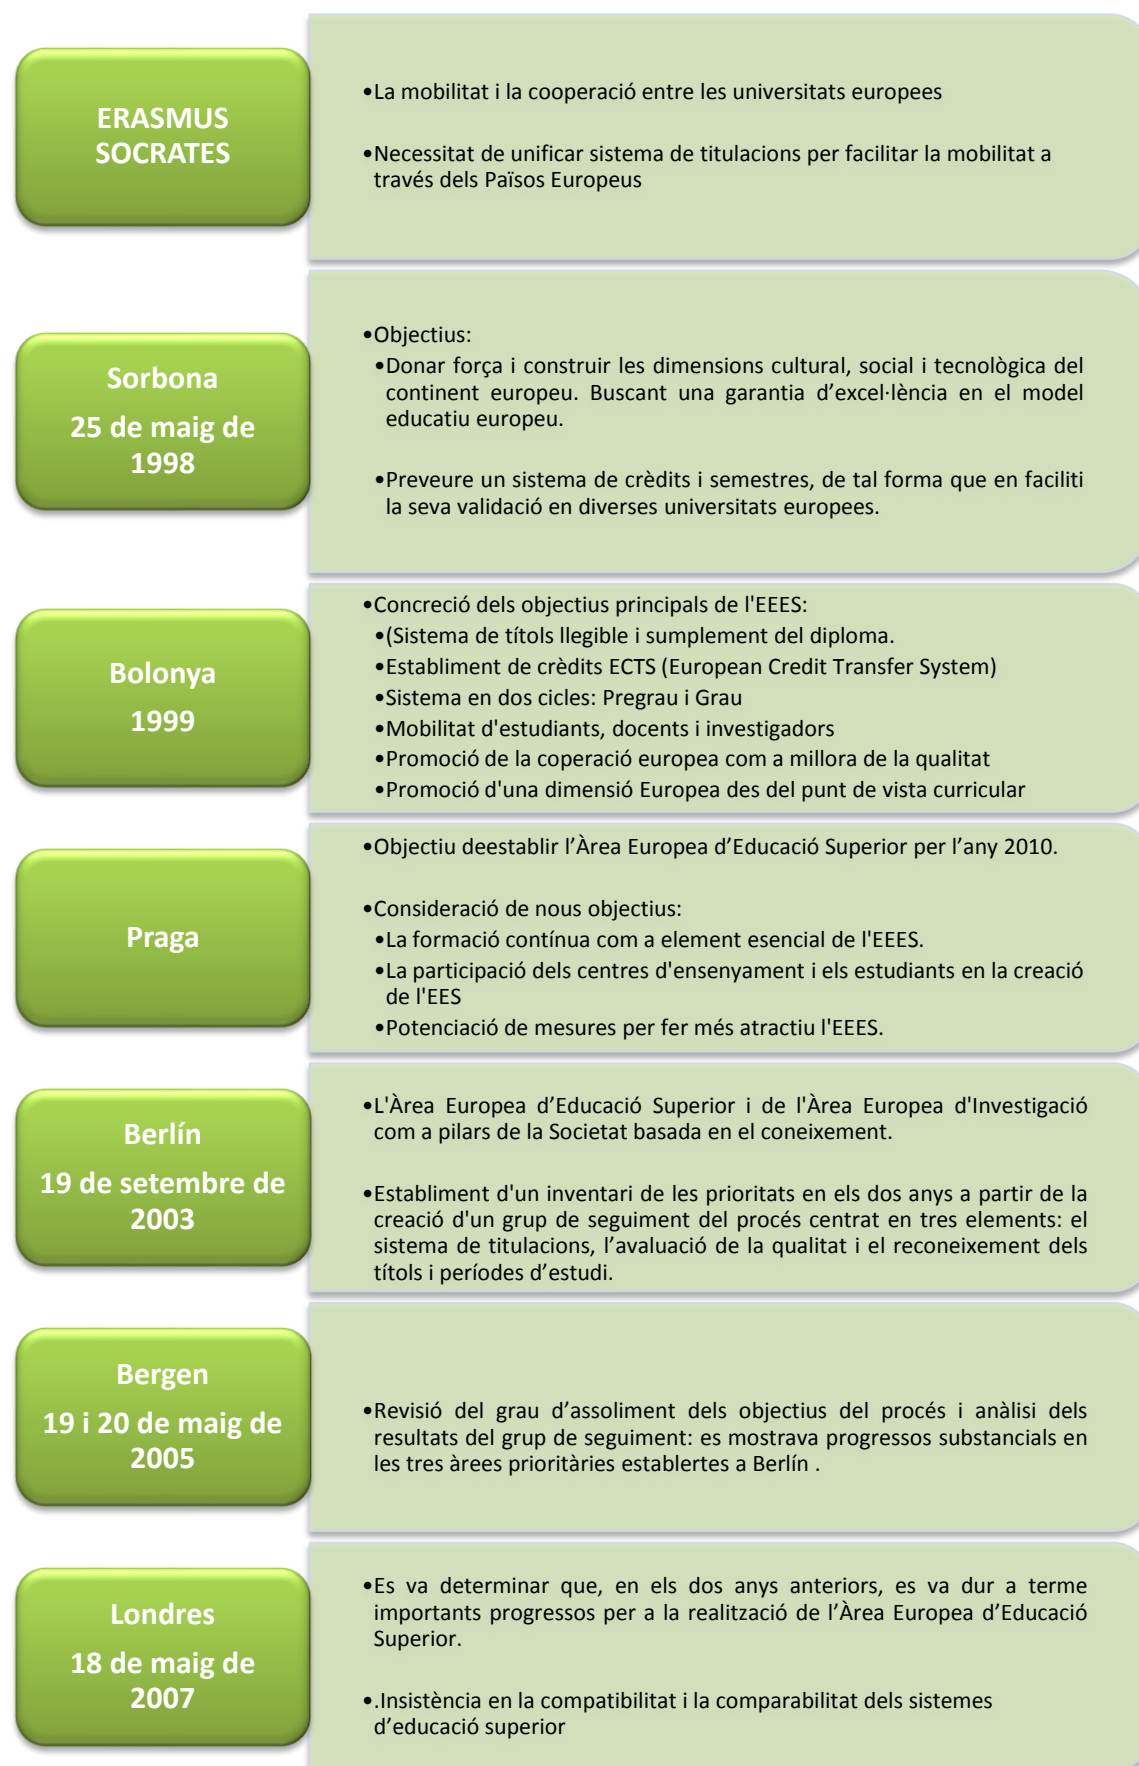 ERASMUS
SOCRATES
•La mobilitat i la cooperació entre les universitats europees
•Necessitat de unificar sistema de titulacions per facilitar la mobilitat a
través dels Països Europeus
Sorbona
25 de maig de
1998
•Objectius:
•Donar força i construir les dimensions cultural, social i tecnològica del
continent europeu. Buscant una garantia d’excel·lència en el model
educatiu europeu.
•Preveure un sistema de crèdits i semestres, de tal forma que en faciliti
la seva validació en diverses universitats europees.
Bolonya
1999
•Concreció dels objectius principals de l'EEES:
•(Sistema de títols llegible i sumplement del diploma.
•Establiment de crèdits ECTS (European Credit Transfer System)
•Sistema en dos cicles: Pregrau i Grau
•Mobilitat d'estudiants, docents i investigadors
•Promoció de la coperació europea com a millora de la qualitat
•Promoció d'una dimensió Europea des del punt de vista curricular
Praga
•Objectiu deestablir l’Àrea Europea d’Educació Superior per l’any 2010.
•Consideració de nous objectius:
•La formació contínua com a element esencial de l'EEES.
•La participació dels centres d'ensenyament i els estudiants en la creació
de l'EES
•Potenciació de mesures per fer més atractiu l'EEES.
Berlín
19 de setembre de
2003
•L'Àrea Europea d’Educació Superior i de l'Àrea Europea d'Investigació
com a pilars de la Societat basada en el coneixement.
•Establiment d'un inventari de les prioritats en els dos anys a partir de la
creació d'un grup de seguiment del procés centrat en tres elements: el
sistema de titulacions, l’avaluació de la qualitat i el reconeixement dels
títols i períodes d’estudi.
Bergen
19 i 20 de maig de
2005
•Revisió del grau d’assoliment dels objectius del procés i anàlisi dels
resultats del grup de seguiment: es mostrava progressos substancials en
les tres àrees prioritàries establertes a Berlín .
Londres
18 de maig de
2007
•Es va determinar que, en els dos anys anteriors, es va dur a terme
importants progressos per a la realització de l’Àrea Europea d’Educació
Superior.
•.Insistència en la compatibilitat i la comparabilitat dels sistemes
d’educació superior